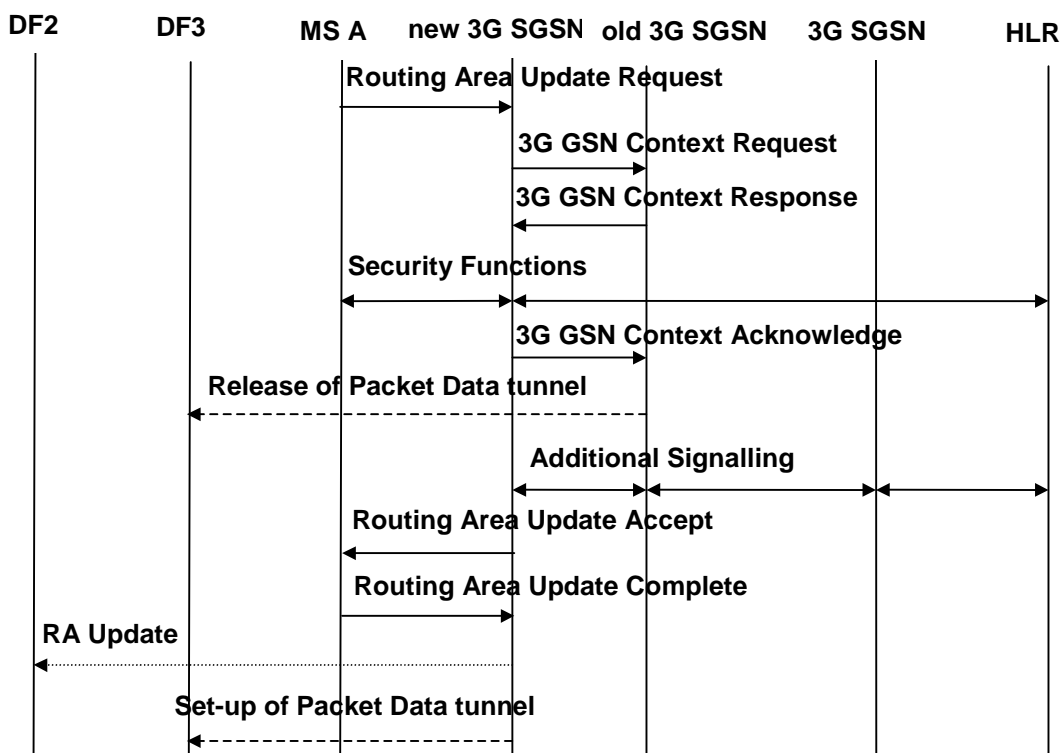 DF2
DF3
MS A
new 3G SGSN
old 3G SGSN
3G SGSN
HLR
Routing Area Update Request
3G GSN Context Request
3G GSN Context Response
Security Functions
3G GSN Context Acknowledge
Release of Packet Data tunnel
Additional Signalling
Routing Area Update Accept
Routing Area Update Complete
RA Update
Set-up of Packet Data tunnel